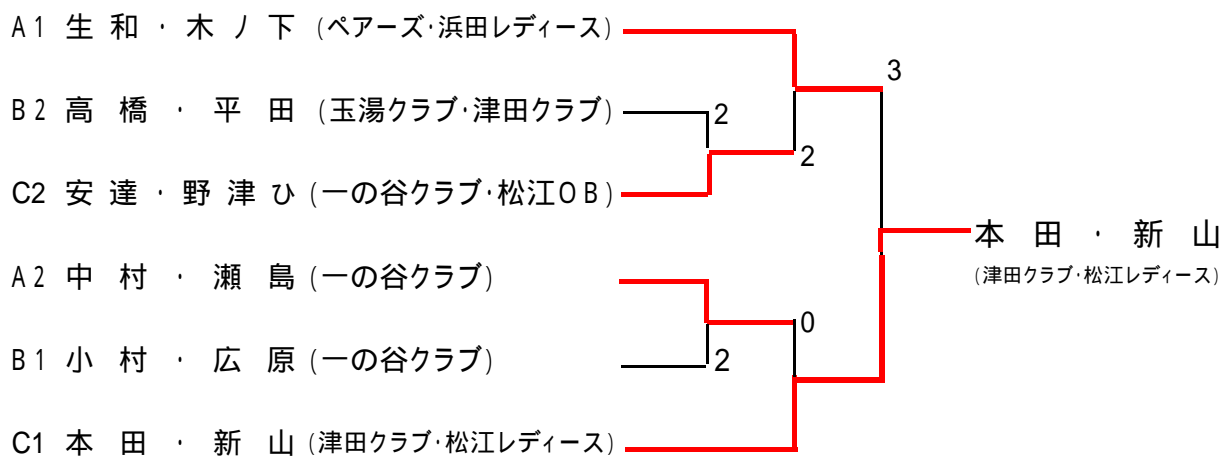 A1 生和・木ノ下 (ペアーズ・浜田レディース)
3
B2 高橋・平田 (玉湯クラブ・津田クラブ)
2
2
C2 安達・野津ひ (一の谷クラブ・松江OB)
本田・新山
(津田クラブ・松江レディース)
A2 中村・瀬島 (一の谷クラブ)
0
B1 小村・広原 (一の谷クラブ)
2
C1 本田・新山 (津田クラブ・松江レディース)